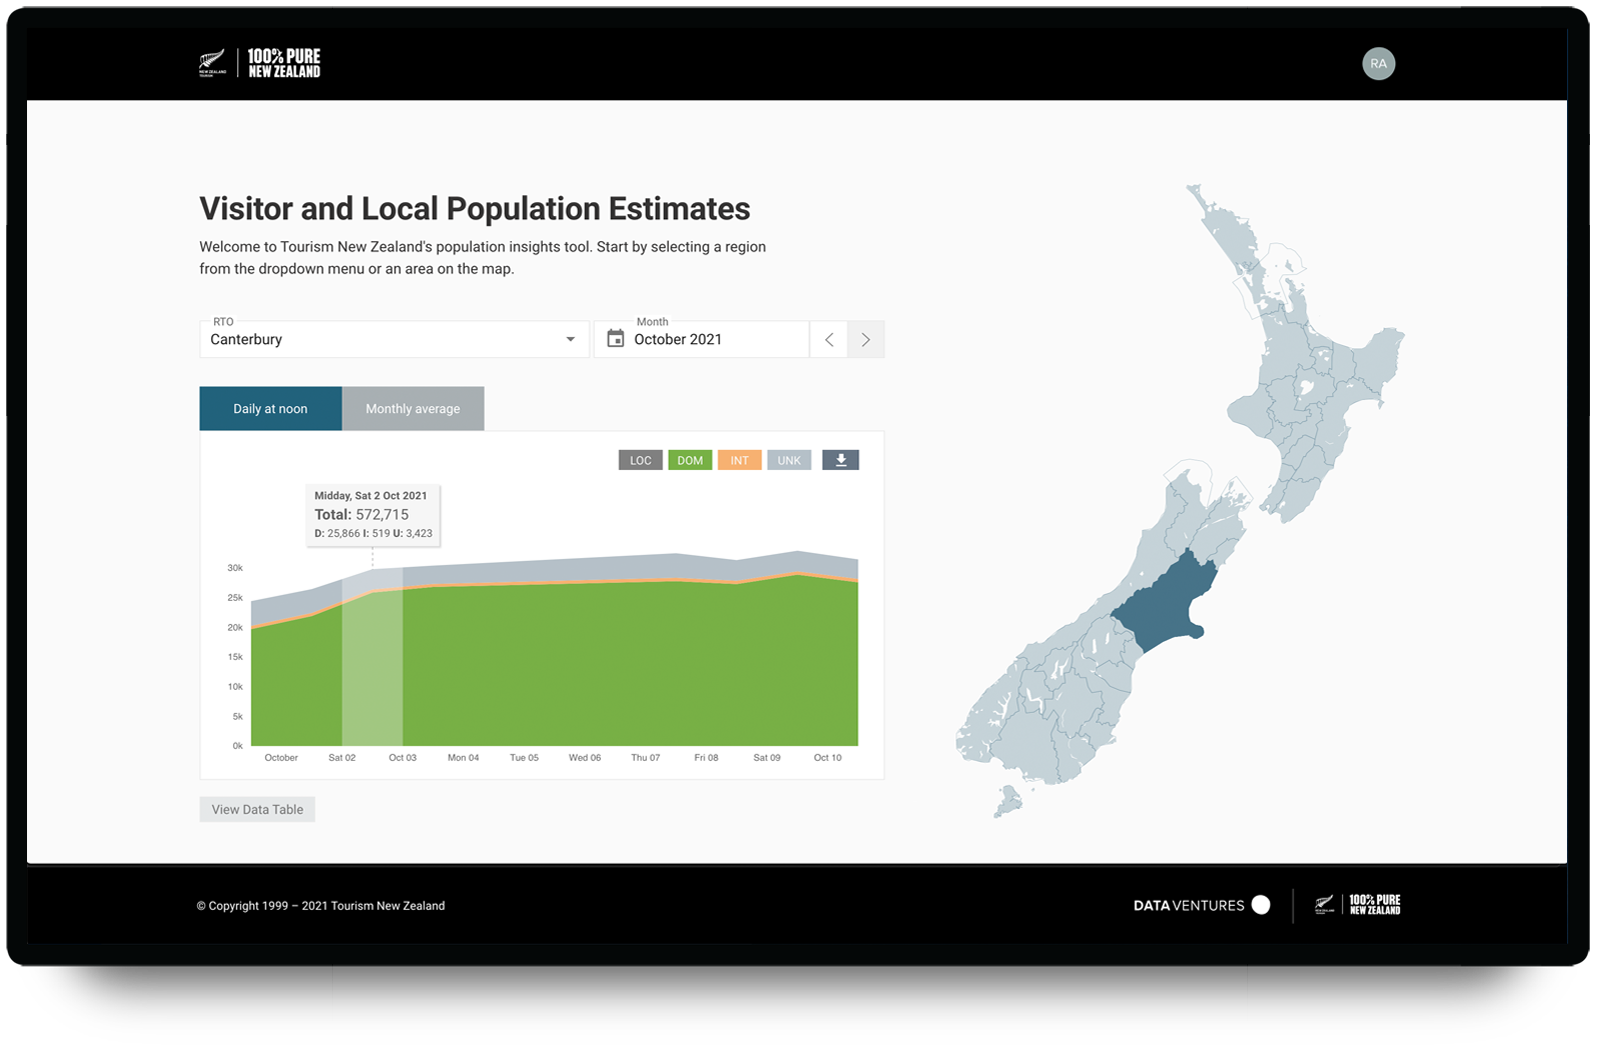 NEW ZEALAND
TOURISM
100% PURE
NEW ZEALAND
RA
Visitor and Local Population Estimates
Welcome to Tourism New Zealand's population insights tool. Start by selecting a region
from the dropdown menu or an area on the map.
RTO
Canterbury
Month
October 2021
Daily at noon
Monthly average
LOC DOM INT UNK
Midday, Sat 2 Oct 2021
Total: 572,715
D: 25,866 I: 519 U: 3,423
30k
25k
20k
15k
10k
5k
0k
October Sat 02 Oct 03 Mon 04 Tue 05 Wed 06 Thu 07 Fri 08 Sat 09 Oct 10
View Data Table
© Copyright 1999 – 2021 Tourism New Zealand
DATAVENTURES
100% PURE
NEW ZEALAND